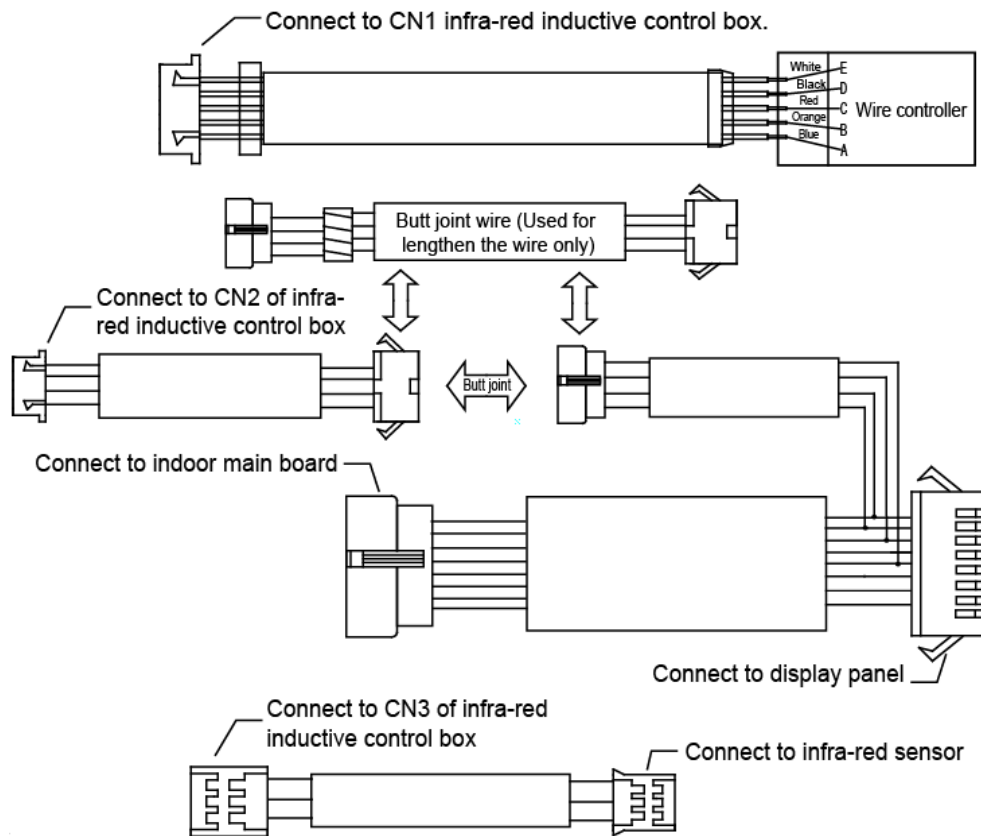 Connect to CN1 infra-red inductive control box.
White
E
Black
D
Red
C
Wire controller
Orange
B
Blue
A
Butt joint wire (Used for
lengthen the wire only)
Connect to CN2 of infra-
red inductive control box
Butt joint
Connect to indoor main board
Connect to display panel
Connect to CN3 of infra-red
inductive control box
Connect to infra-red sensor